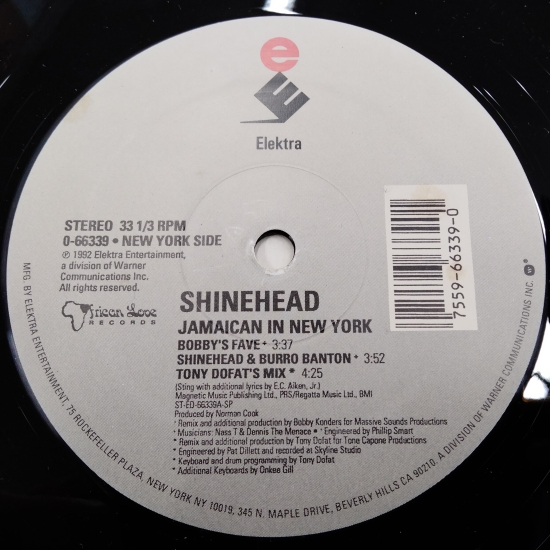 e
E
Elektra
STEREO 33 1/3 RPM
0-66339 • NEW YORK SIDE
℗ 1992 Elektra Entertainment,
a division of Warner
Communications Inc.
All rights reserved.
African Love
RECORDS
7559-66339-0
SHINEHEAD
JAMAICAN IN NEW YORK
BOBBY'S FAVE + 3:37
SHINEHEAD & BURRO BANTON + 3:52
TONY DOFAT'S MIX * 4:25
(Sting with additional lyrics by E.C. Aiken, Jr.)
Magnetic Music Publishing Ltd., PRS/Regatta Music Ltd., BMI
ST-ED-66339A-SP
Produced by Norman Cook
+ Remix and additional production by Bobby Konders for Massive Sounds Productions
+ Musicians: Nass T & Dennis The Menace • + Engineered by Phillip Smart
* Remix and additional production by Tony Dofat for Tone Capone Productions
* Engineered by Pat Dillett and recorded as Skyline Studio
* Keyboard and drum programming by Tony Dofat
* Additional Keyboards by Onkee Gill
MFG. BY ELEKTRA ENTERTAINMENT, 75 ROCKEFELLER PLAZA, NEW YORK NY 10019, 345 N. MAPLE DRIVE, BEVERLY HILLS CA 90210. A DIVISION OF WARNER COMMUNICATIONS INC.